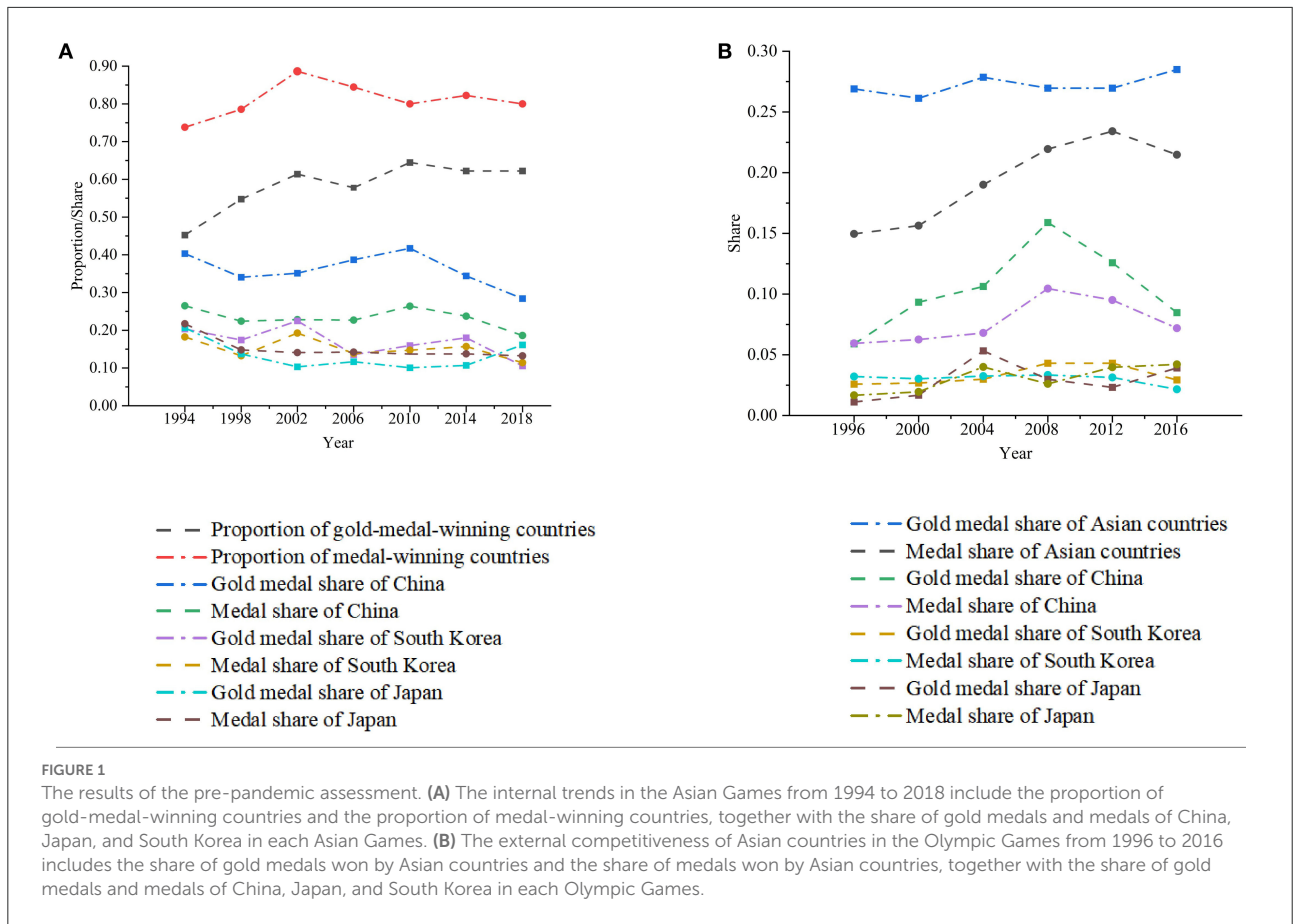 A
0.90
0.80
0.70
0.60
0.50
0.40
0.30
0.20
0.10
0.00
Proportion/Share
1994 1998 2002 2006 2010 2014 2018
Year
Proportion of gold-medal-winning countries
Proportion of medal-winning countries
Gold medal share of China
Medal share of China
Gold medal share of South Korea
Medal share of South Korea
Gold medal share of Japan
Medal share of Japan
B
0.30
0.25
0.20
0.15
0.10
0.05
0.00
Share
1996 2000 2004 2008 2012 2016
Year
Gold medal share of Asian countries
Medal share of Asian countries
Gold medal share of China
Medal share of China
Gold medal share of South Korea
Medal share of South Korea
Gold medal share of Japan
Medal share of Japan
FIGURE 1
The results of the pre-pandemic assessment. (A) The internal trends in the Asian Games from 1994 to 2018 include the proportion of
gold-medal-winning countries and the proportion of medal-winning countries, together with the share of gold medals and medals of China,
Japan, and South Korea in each Asian Games. (B) The external competitiveness of Asian countries in the Olympic Games from 1996 to 2016
includes the share of gold medals won by Asian countries and the share of medals won by Asian countries, together with the share of gold
medals and medals of China, Japan, and South Korea in each Olympic Games.